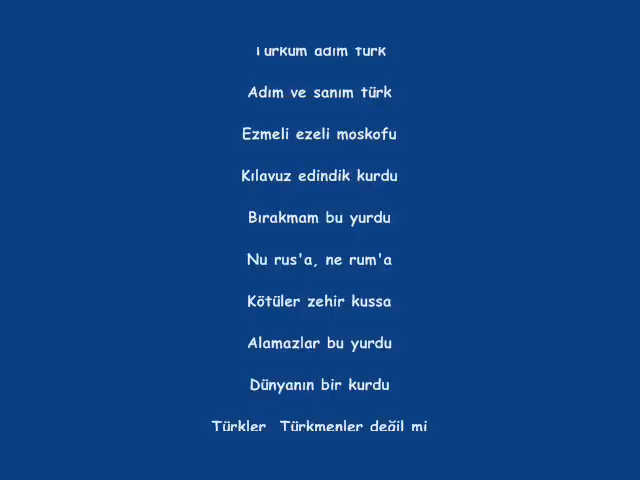 Türküm adım türk
Adım ve sanım türk
Ezmeli ezeli moskofu
Kılavuz edindik kurdu
Bırakmam bu yurdu
Nu rus'a, ne rum'a
Kötüler zehir kussa
Alamazlar bu yurdu
Dünyanın bir kurdu
Türkler Türkmenler değil mi